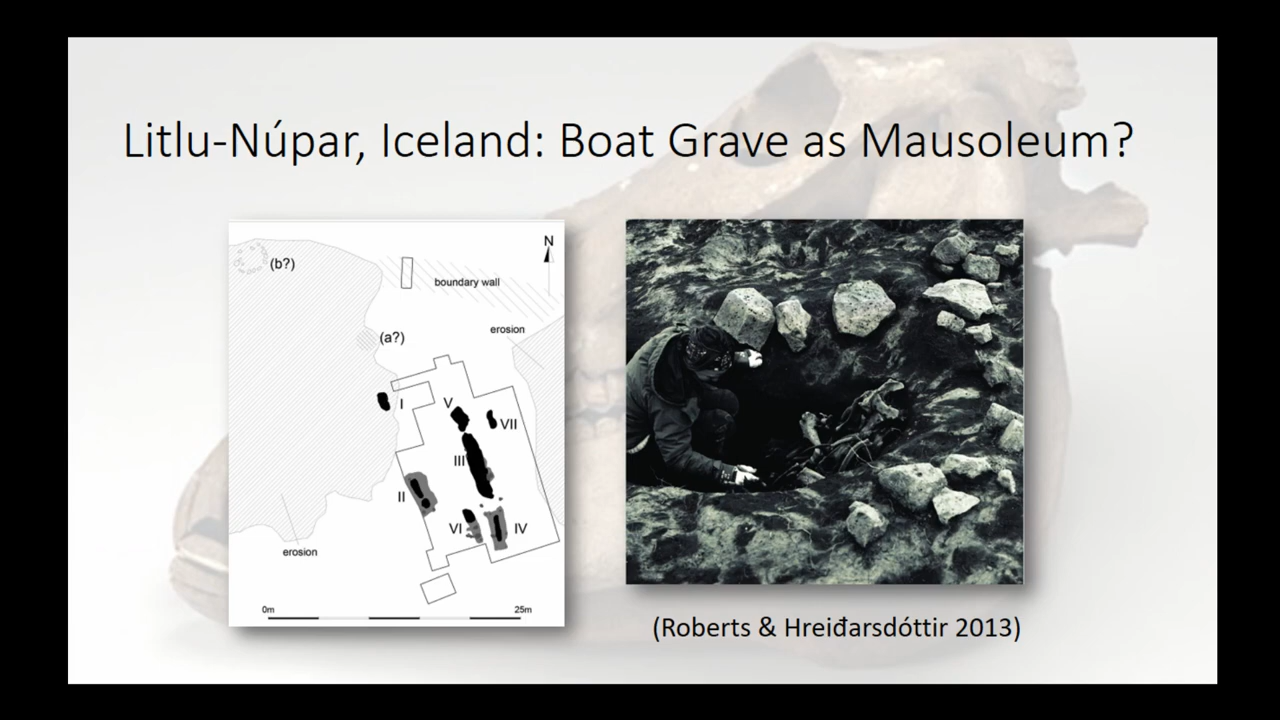 Litlu-Núpar, Iceland: Boat Grave as Mausoleum?
N
(b?)
boundary wall
erosion
(a?)
I
V
VII
III
II
VI
IV
erosion
0m
25m
(Roberts & Hreiđarsdóttir 2013)